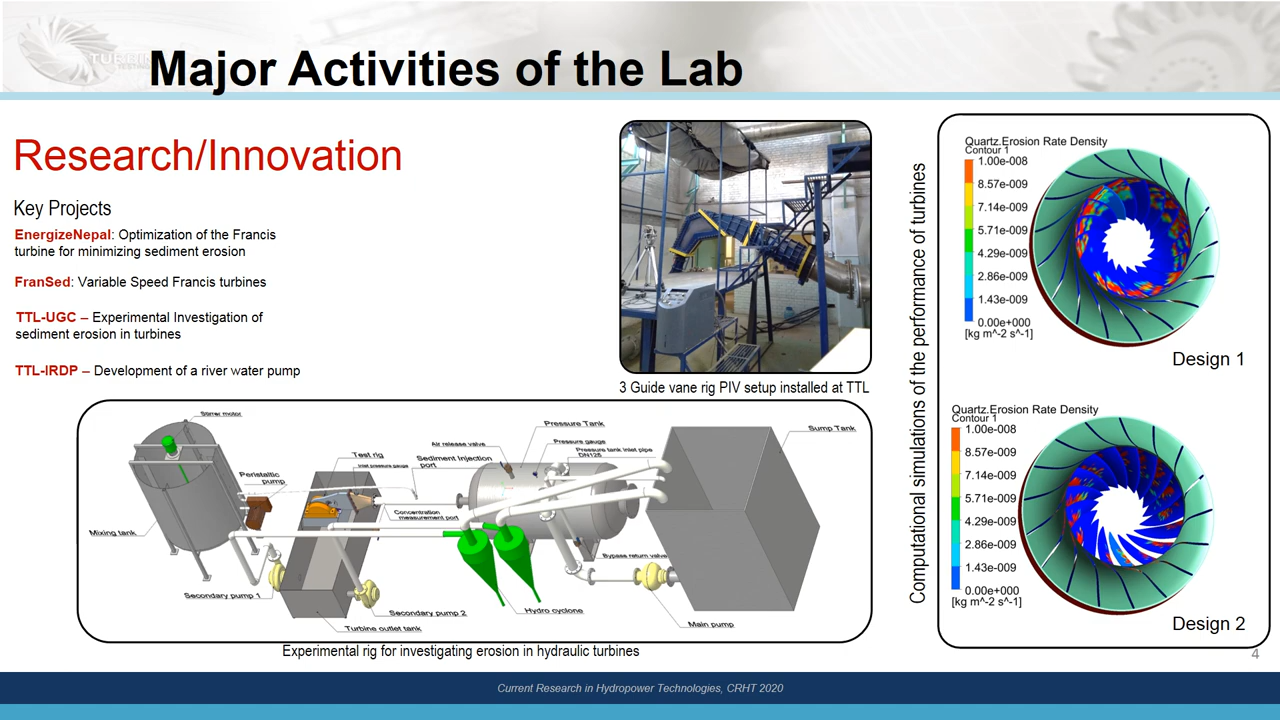 Major Activities of the Lab
Research/Innovation
Key Projects
EnergizeNepal: Optimization of the Francis
turbine for minimizing sediment erosion
FranSed: Variable Speed Francis turbines
TTL-UGC – Experimental Investigation of
sediment erosion in turbines
TTL-IRDP – Development of a river water pump
3 Guide vane rig PIV setup installed at TTL
Stirrer motor
Peristaltic
pump
Mixing tank
Secondary pump 1
Test rig
Inlet pressure gauge
Sediment Injection
port
Air release valve
Pressure Tank
Pressure gauge
Pressure tank inlet pipe
DN125
Sump Tank
Concentration
measurement port
Bypass return valve
Hydro cyclone
Main pump
Secondary pump 2
Turbine outlet tank
Experimental rig for investigating erosion in hydraulic turbines
Computational simulations of the performance of turbines
Quartz.Erosion Rate Density
Contour 1
1.00e-008
8.57e-009
7.14e-009
5.71e-009
4.29e-009
2.86e-009
1.43e-009
0.00e+000
[kg m^-2 s^-1]
Design 1
Quartz.Erosion Rate Density
Contour 1
1.00e-008
8.57e-009
7.14e-009
5.71e-009
4.29e-009
2.86e-009
1.43e-009
0.00e+000
[kg m^-2 s^-1]
Design 2
4
Current Research in Hydropower Technologies, CRHT 2020